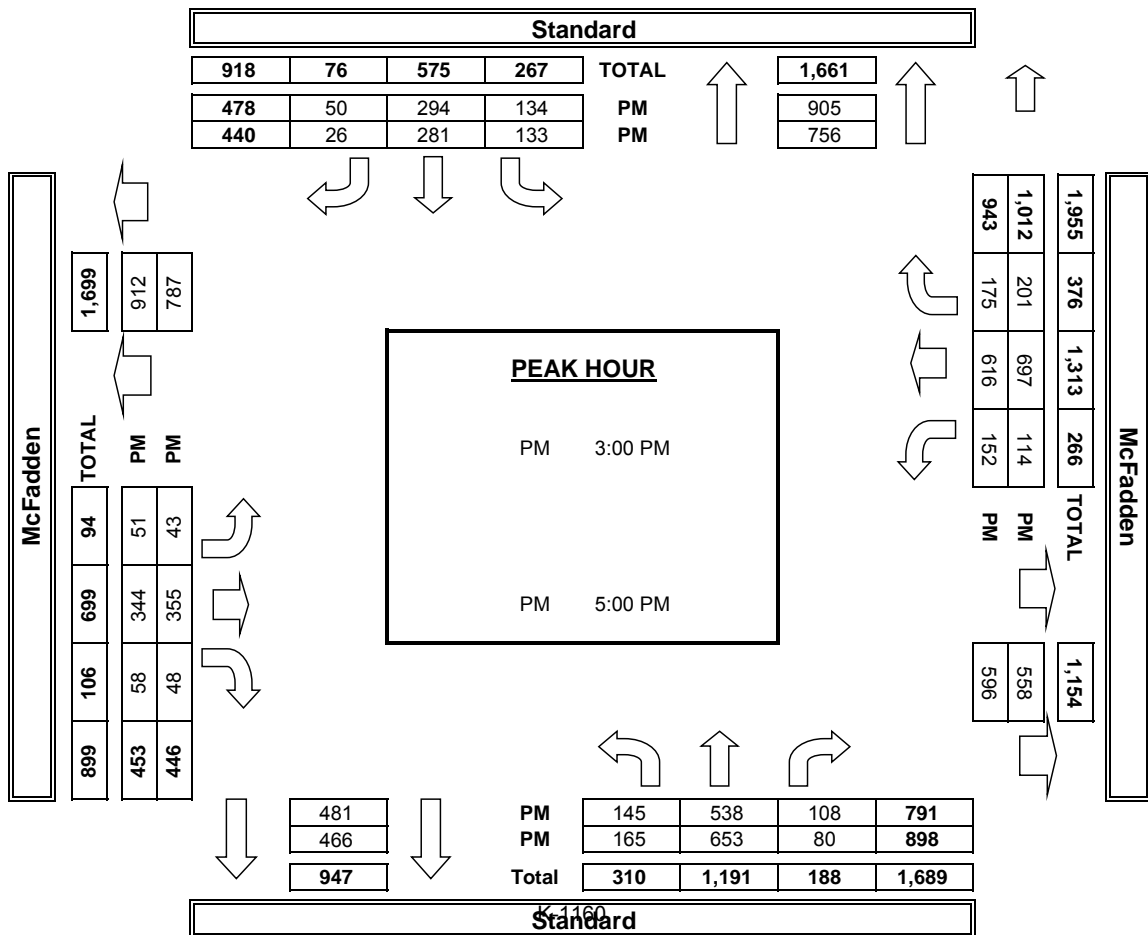 Standard
918 76 575 267 TOTAL 1,661
478 50 294 134 PM 905
440 26 281 133 PM 756
McFadden
1,699
912
787
TOTAL
PM
PM
94 699 106 899
51 344 58 453
43 355 48 446
PEAK HOUR
PM 3:00 PM
PM 5:00 PM
943 175 616 152 PM 596
1,012 201 697 114 PM 558
1,955 376 1,313 266 TOTAL 1,154
McFadden
481 PM 145 538 108 791
466 PM 165 653 80 898
947 Total 310 1,191 188 1,689
K-1160
Standard